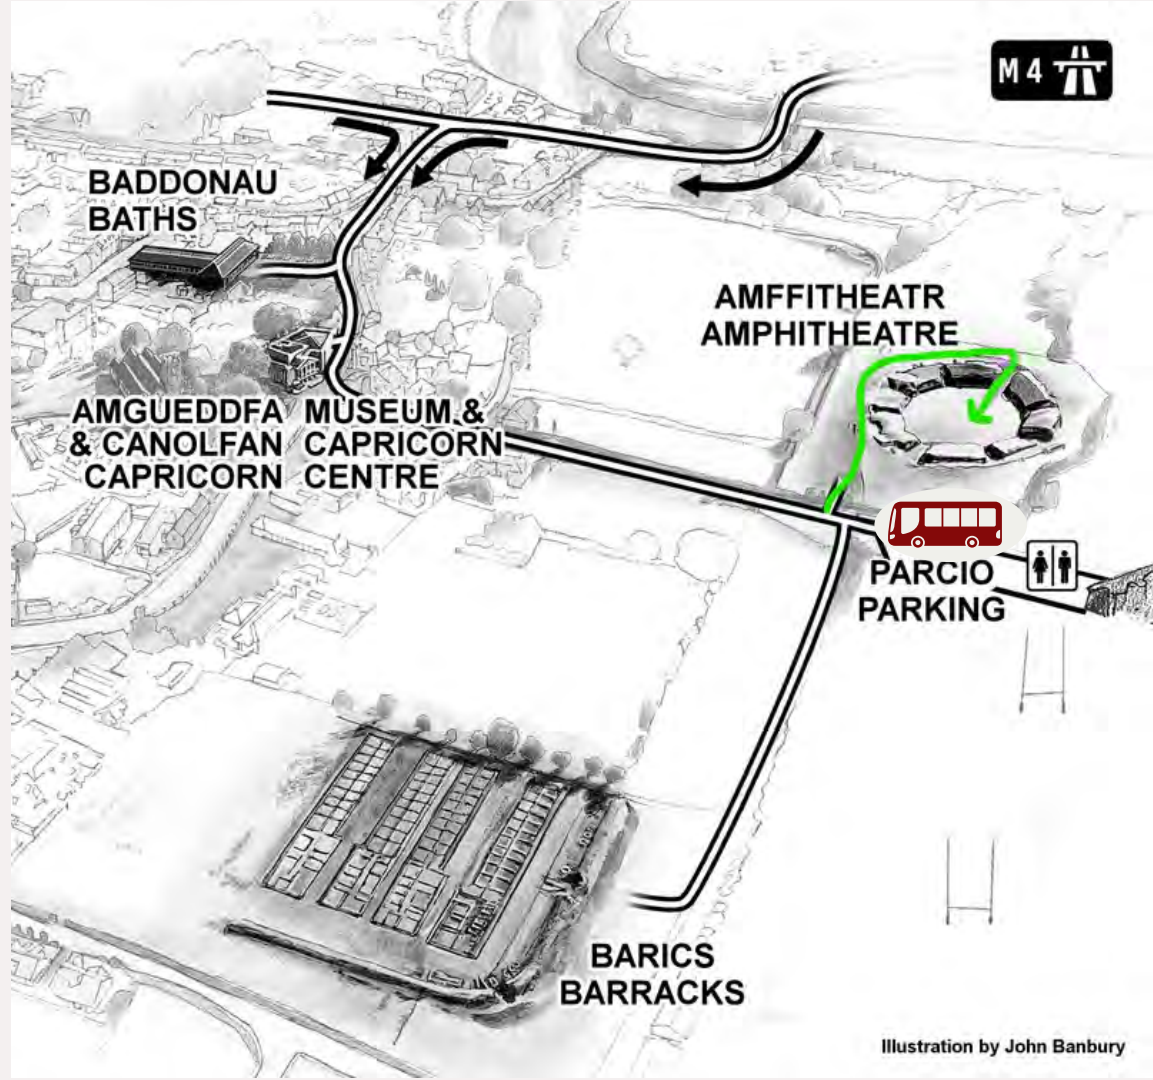 M4
BADDONAU
BATHS
AMFFITHEATR
AMPHITHEATRE
AMGUEDDFA
& CANOLFAN
CAPRICORN
MUSEUM &
CAPRICORN
CENTRE
PARCIO
PARKING
BARICS
BARRACKS
Illustration by John Banbury